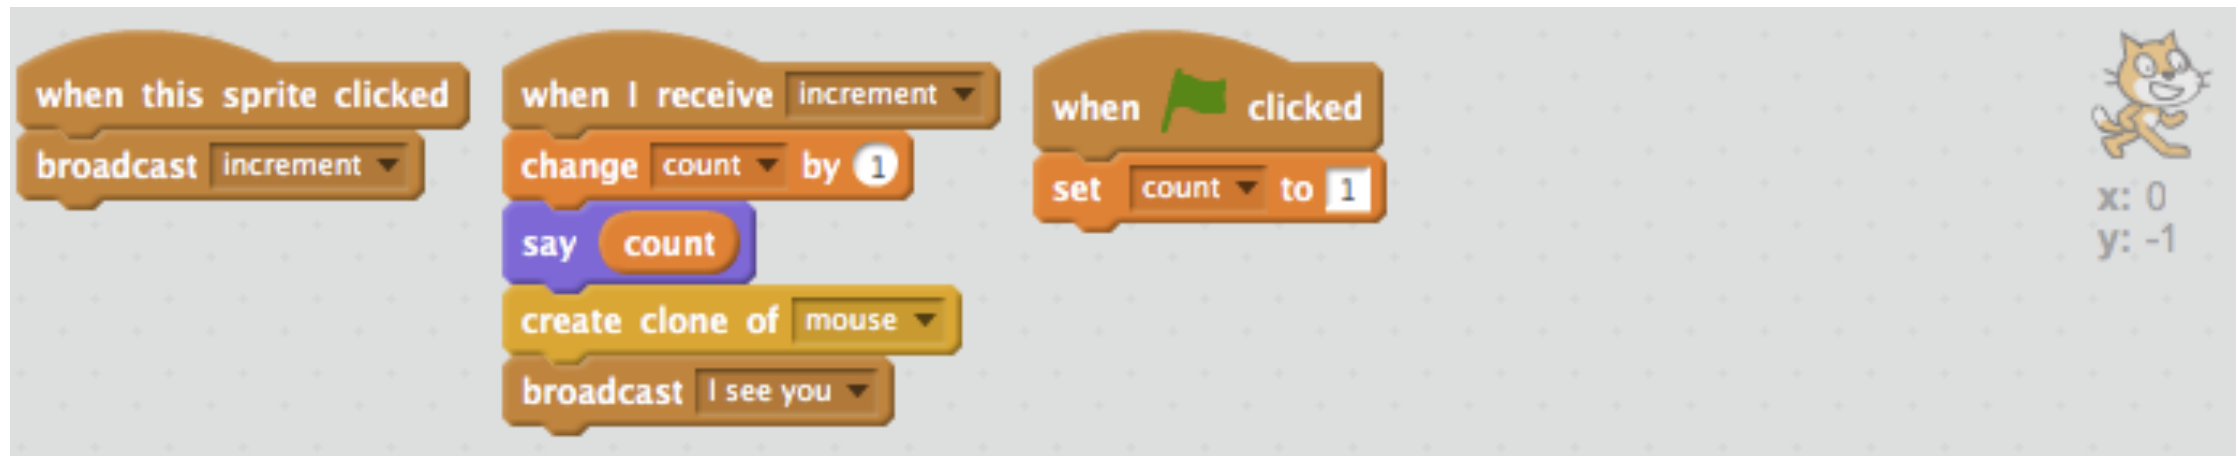 when this sprite clicked
broadcast increment
when I receive increment
change count by 1
say count
create clone of mouse
broadcast I see you
when clicked
set count to 1
x: 0
y: -1